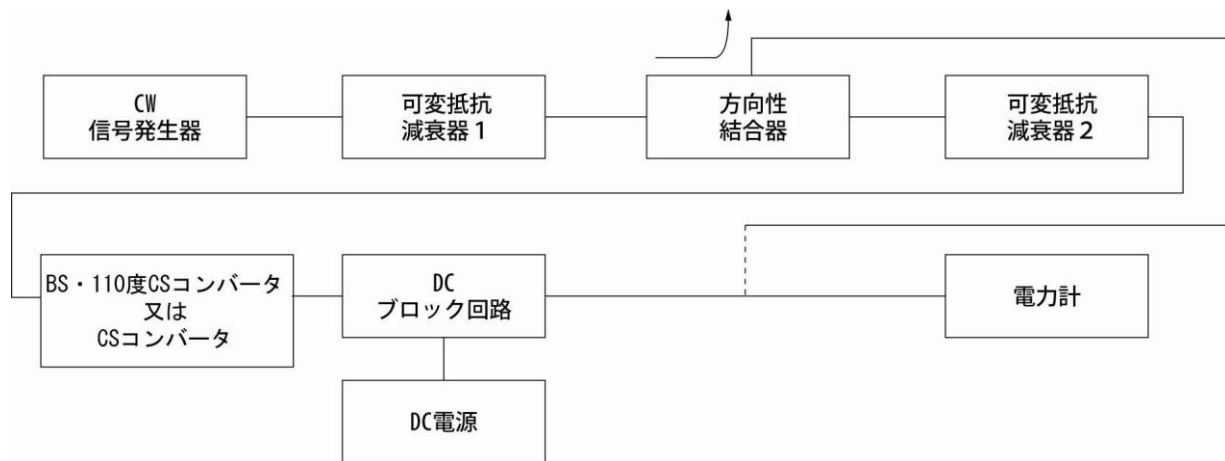 CW
信号発生器
可変抵抗
減衰器1
方向性
結合器
可変抵抗
減衰器2
BS・110度CSコンバータ
又は
CSコンバータ
DC
ブロック回路
電力計
DC電源